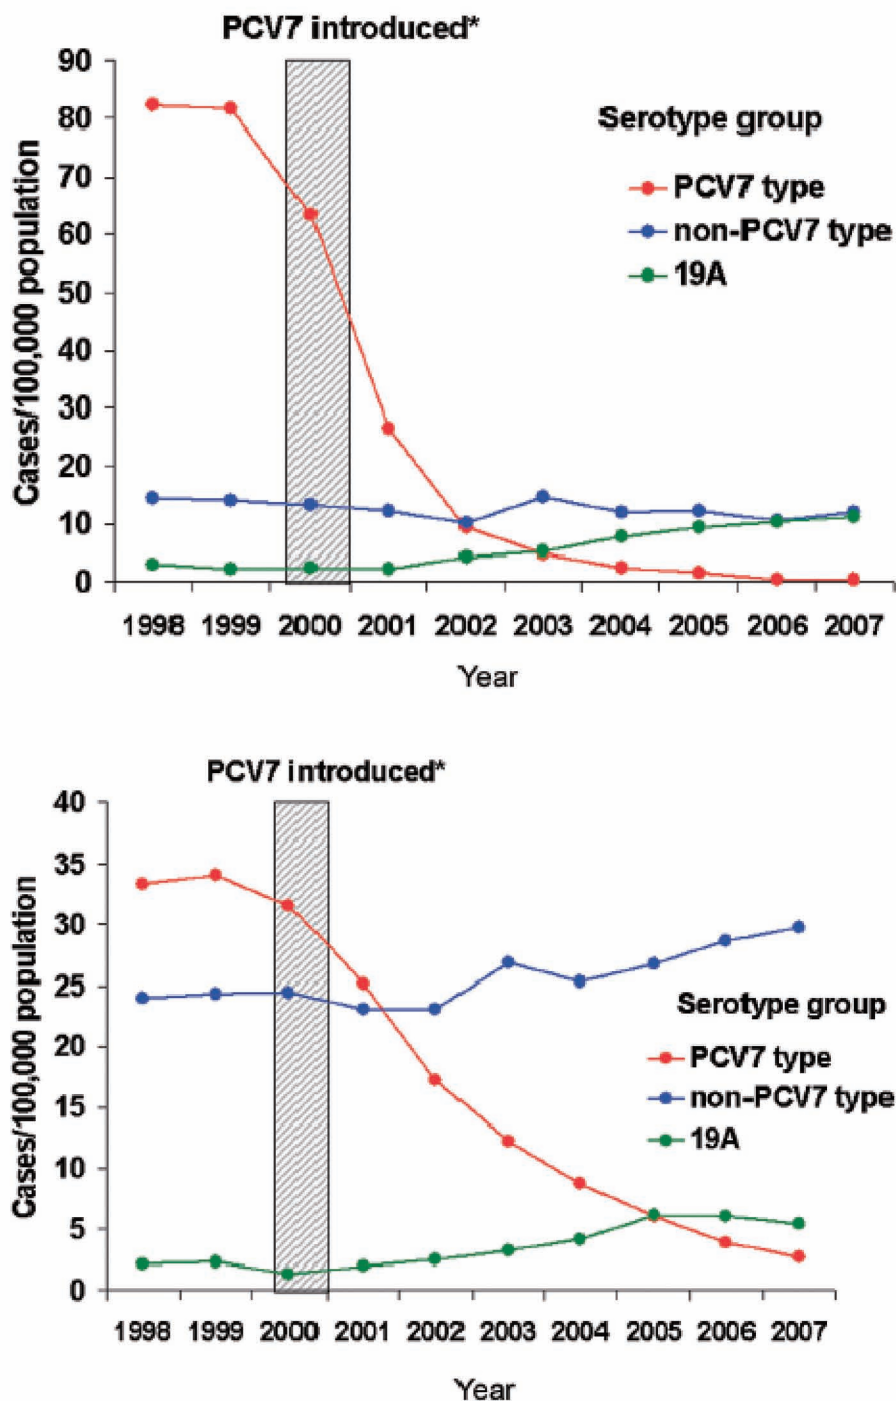 PCV7 introduced*
90
80
70
60
50
40
30
20
10
0
Cases/100,000 population
Serotype group
PCV7 type
non-PCV7 type
19A
1998 1999 2000 2001 2002 2003 2004 2005 2006 2007
Year
PCV7 introduced*
40
35
30
25
20
15
10
5
0
Cases/100,000 population
Serotype group
PCV7 type
non-PCV7 type
19A
1998 1999 2000 2001 2002 2003 2004 2005 2006 2007
Year